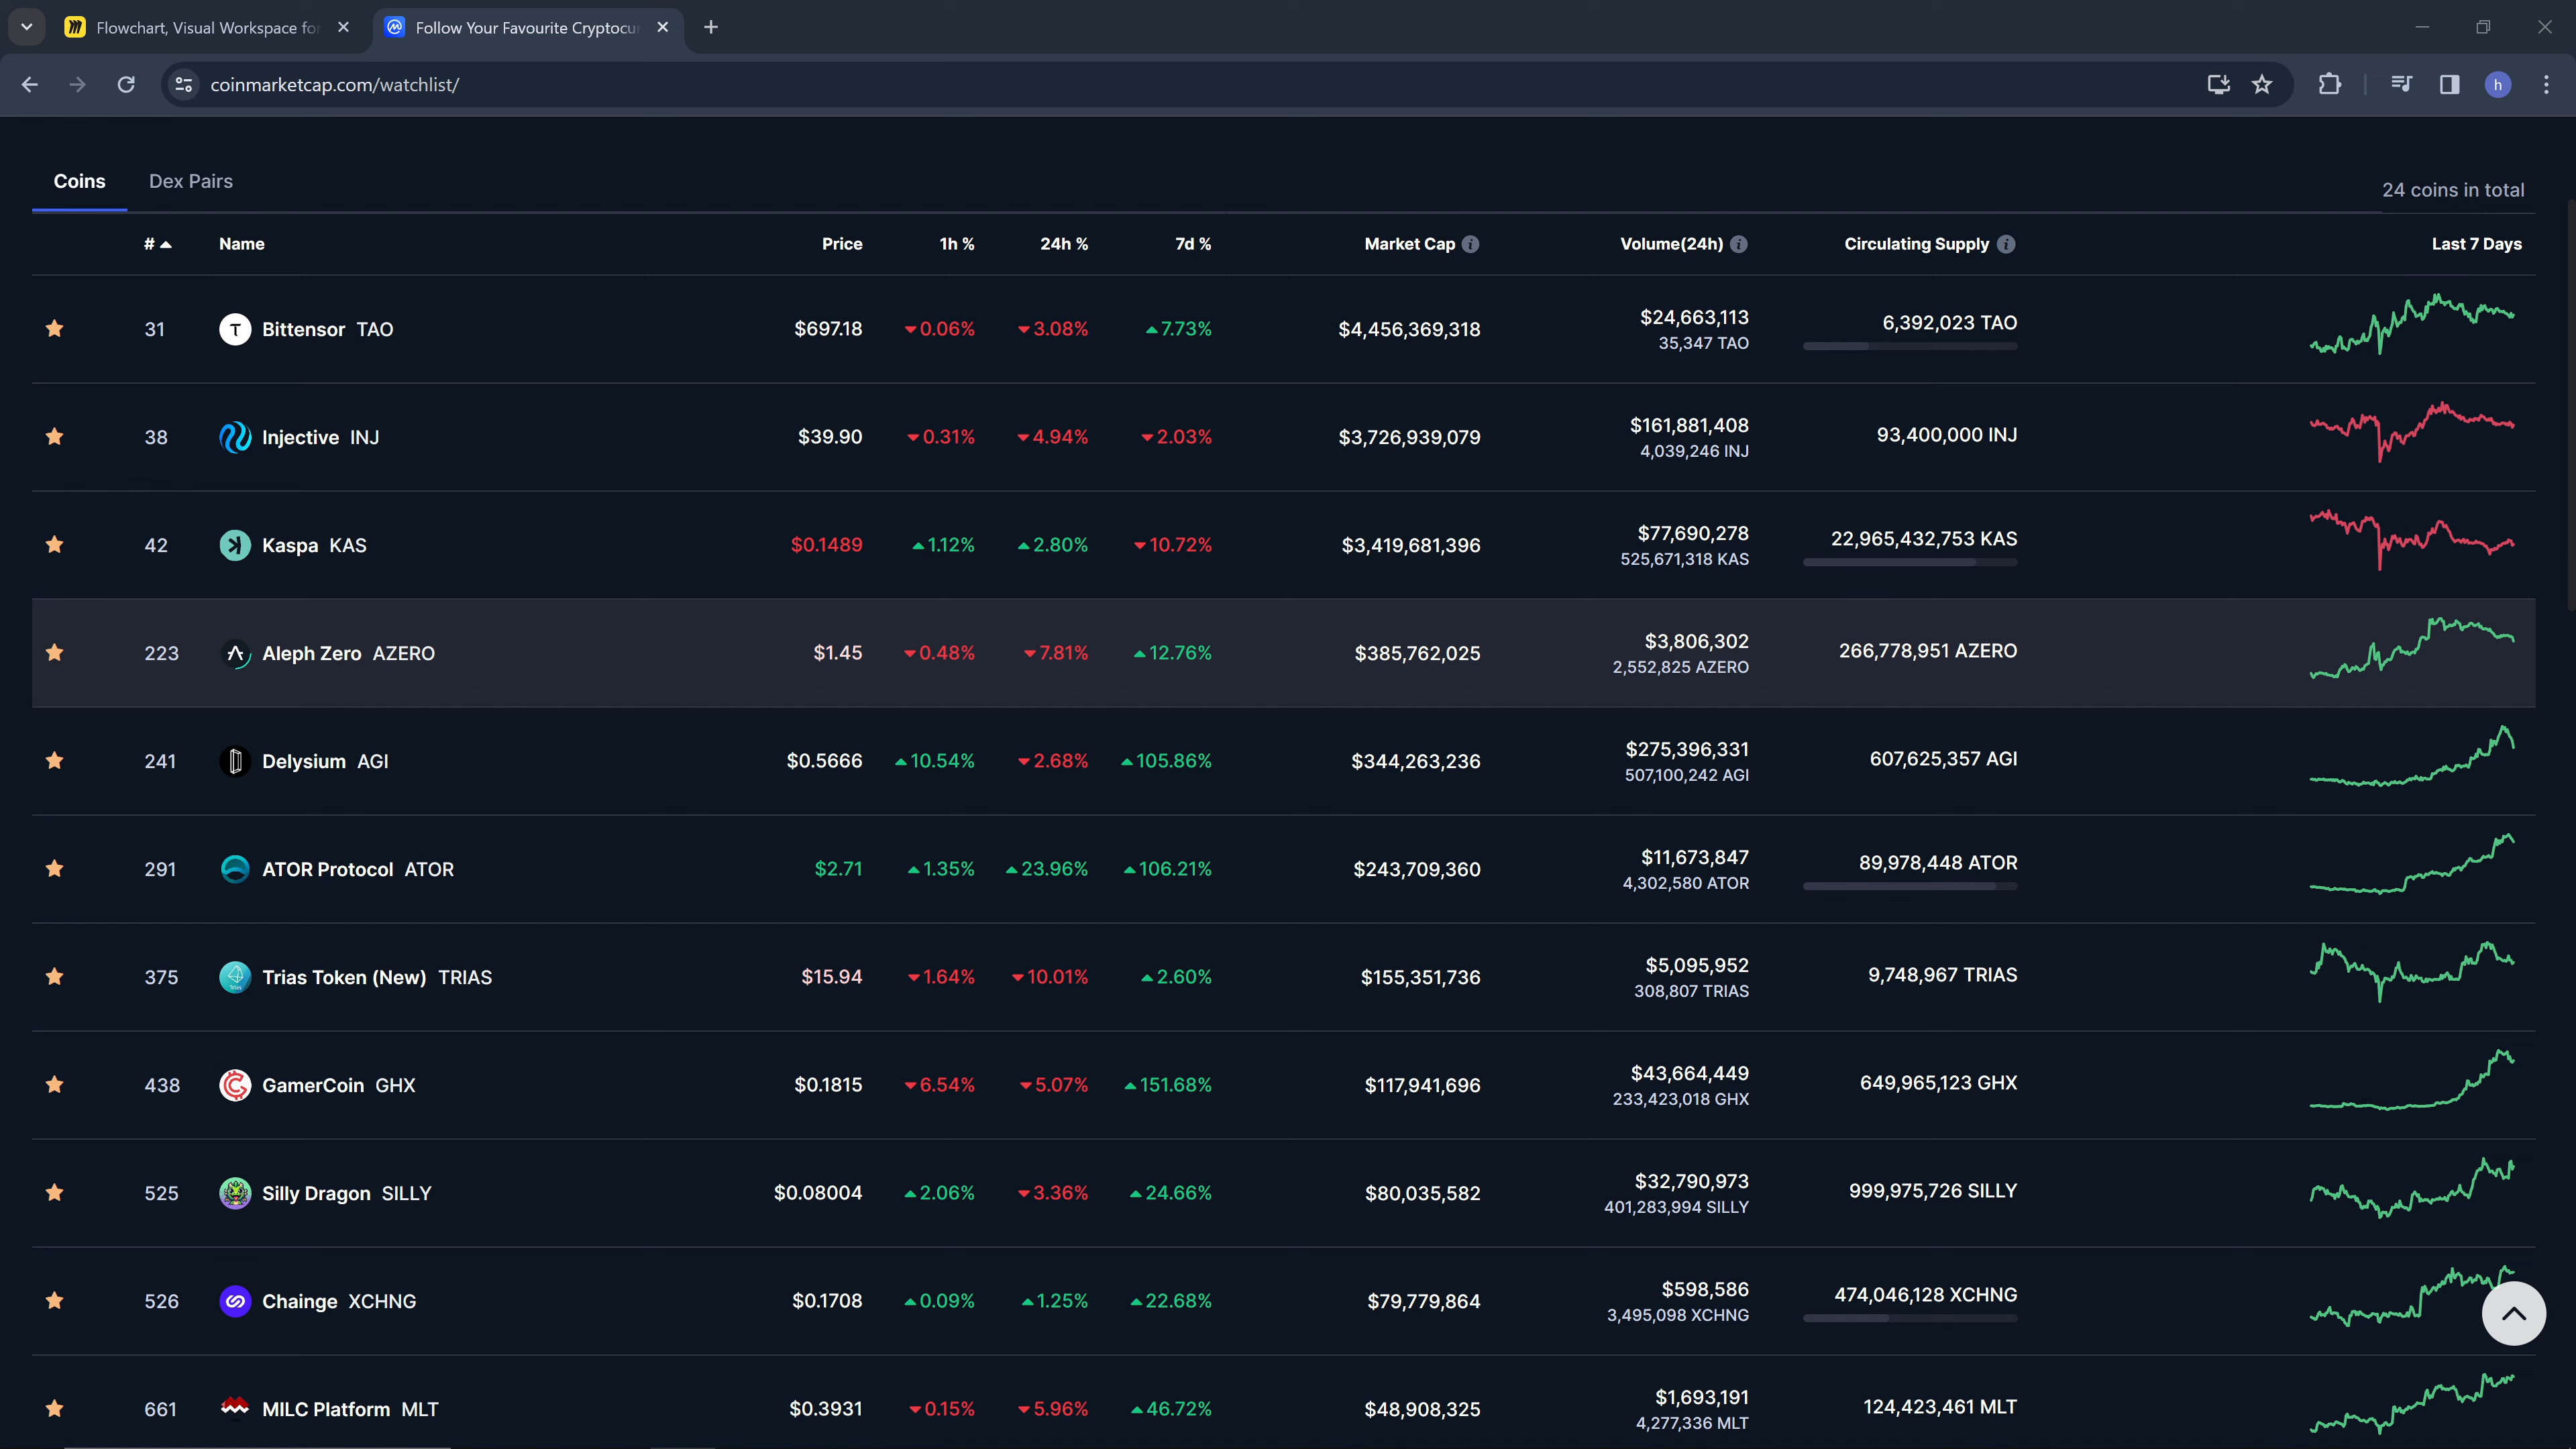 Flowchart, Visual Workspace for
Follow Your Favourite Cryptocu
coinmarketcap.com/watchlist/
h
Coins Dex Pairs
24 coins in total
# Name Price 1h % 24h % 7d % Market Cap Volume(24h) Circulating Supply Last 7 Days
31 Bittensor TAO $697.18 0.06% 3.08% 7.73% $4,456,369,318 $24,663,113 6,392,023 TAO
35,347 TAO
38 Injective INJ $39.90 0.31% 4.94% 2.03% $3,726,939,079 $161,881,408 93,400,000 INJ
4,039,246 INJ
42 Kaspa KAS $0.1489 1.12% 2.80% 10.72% $3,419,681,396 $77,690,278 22,965,432,753 KAS
525,671,318 KAS
223 Aleph Zero AZERO $1.45 0.48% 7.81% 12.76% $385,762,025 $3,806,302 266,778,951 AZERO
2,552,825 AZERO
241 Delysium AGI $0.5666 10.54% 2.68% 105.86% $344,263,236 $275,396,331 607,625,357 AGI
507,100,242 AGI
291 ATOR Protocol ATOR $2.71 1.35% 23.96% 106.21% $243,709,360 $11,673,847 89,978,448 ATOR
4,302,580 ATOR
375 Trias Token (New) TRIAS $15.94 1.64% 10.01% 2.60% $155,351,736 $5,095,952 9,748,967 TRIAS
308,807 TRIAS
438 GamerCoin GHX $0.1815 6.54% 5.07% 151.68% $117,941,696 $43,664,449 649,965,123 GHX
233,423,018 GHX
525 Silly Dragon SILLY $0.08004 2.06% 3.36% 24.66% $80,035,582 $32,790,973 999,975,726 SILLY
401,283,994 SILLY
526 Chainge XCHNG $0.1708 0.09% 1.25% 22.68% $79,779,864 $598,586 474,046,128 XCHNG
3,495,098 XCHNG
661 MILC Platform MLT $0.3931 0.15% 5.96% 46.72% $48,908,325 $1,693,191 124,423,461 MLT
4,277,336 MLT